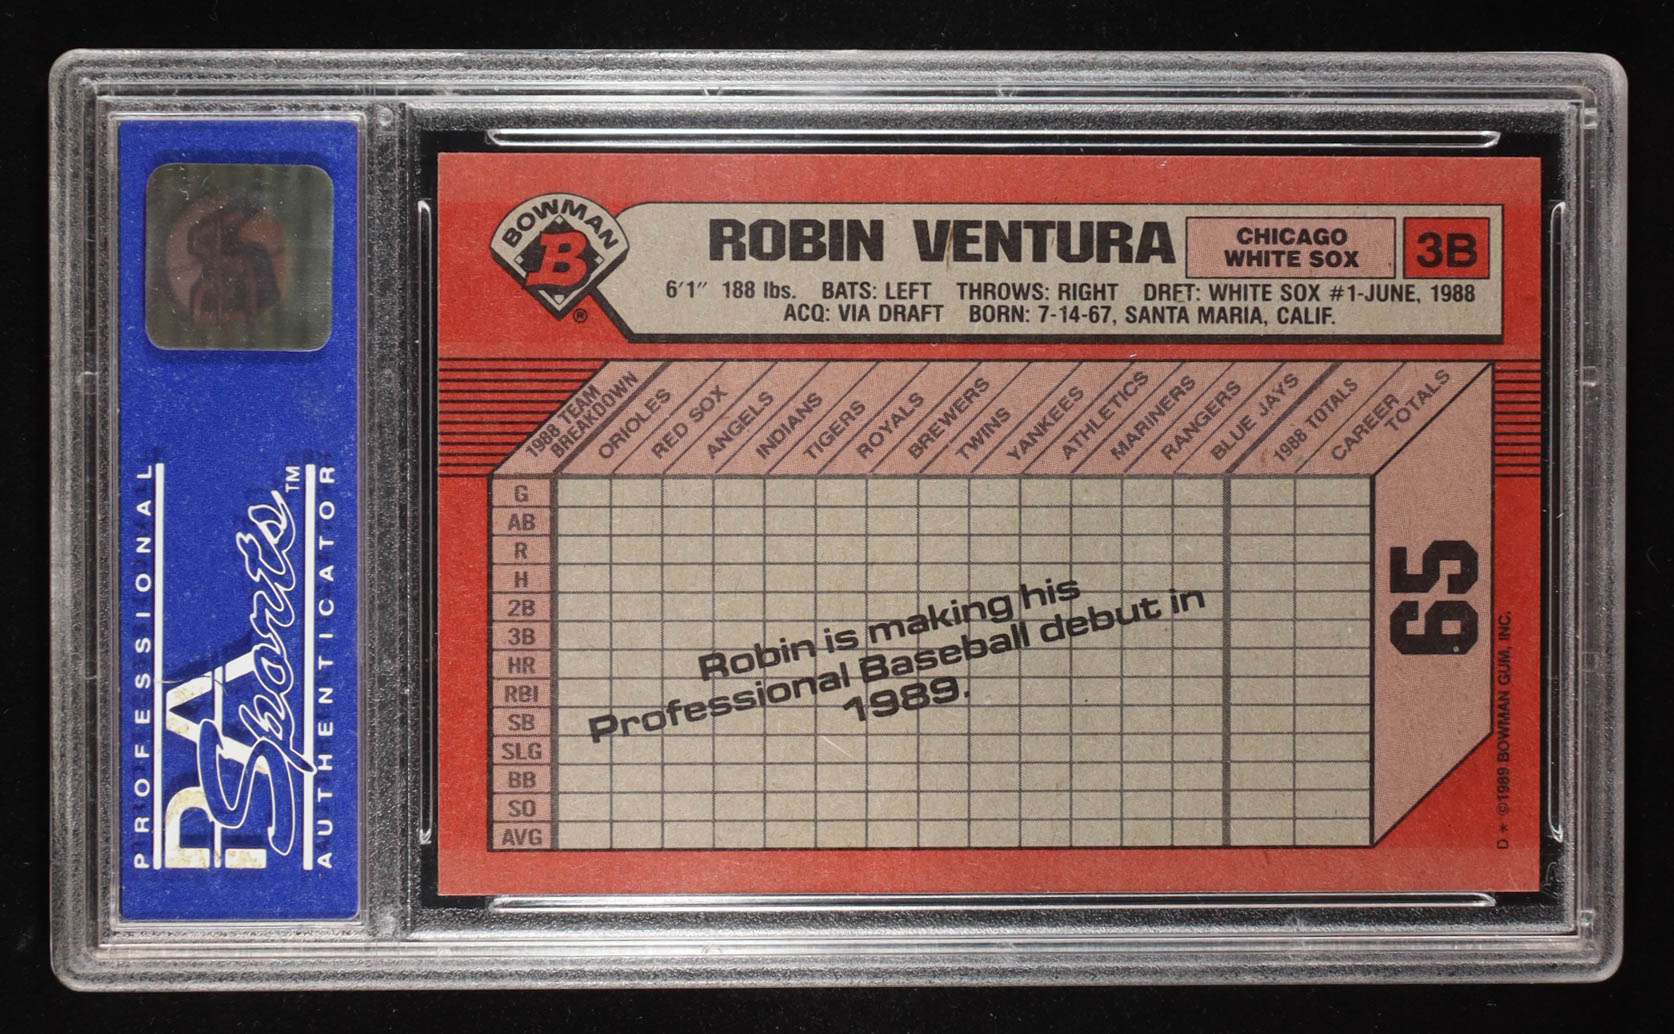 PROFESSIONAL
PSA
Sports™
AUTHENTICATOR
BOWMAN
B
®
ROBIN VENTURA
CHICAGO
WHITE SOX
3B
6'1" 188 lbs. BATS: LEFT THROWS: RIGHT DRFT: WHITE SOX #1-JUNE, 1988
ACQ: VIA DRAFT BORN: 7-14-67, SANTA MARIA, CALIF.
1988 TEAM
BREAKDOWN
ORIOLES
RED SOX
ANGELS
INDIANS
TIGERS
ROYALS
BREWERS
TWINS
YANKEES
ATHLETICS
MARINERS
RANGERS
BLUE JAYS
1988 TOTALS
CAREER
TOTALS
G
AB
R
H
2B
3B
HR
RBI
SB
SLG
BB
SO
AVG
Robin is making his
Professional Baseball debut in
1989.
65
D * ©1989 BOWMAN GUM, INC.